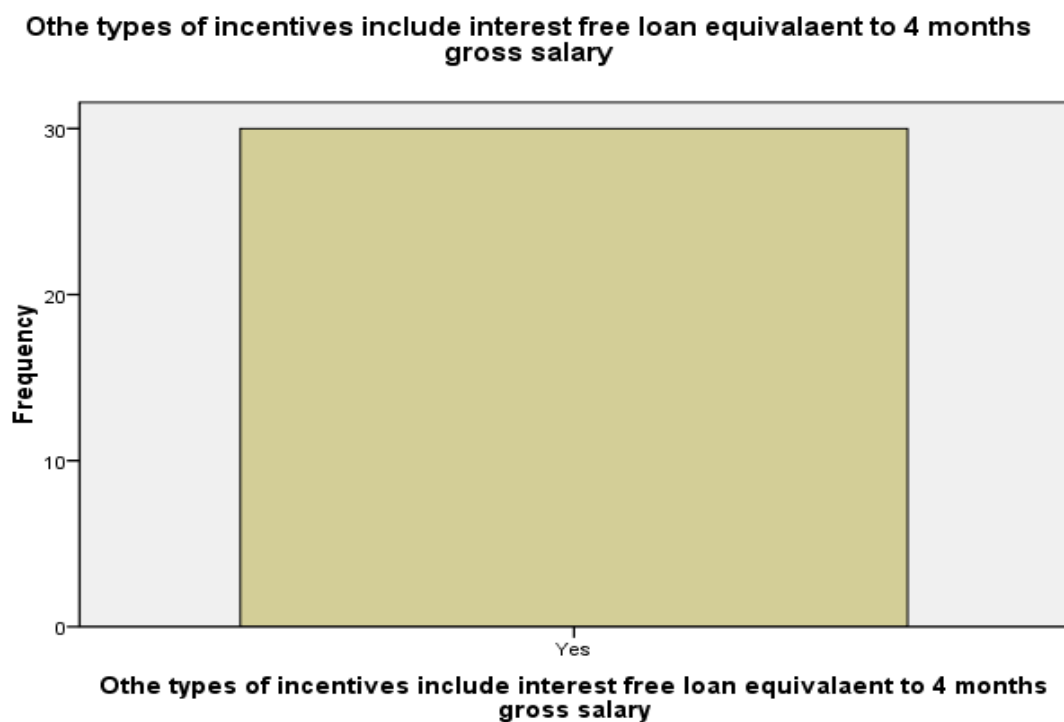 Othe types of incentives include interest free loan equivalaent to 4 months
gross salary
30
20
10
0
Frequency
Yes
Othe types of incentives include interest free loan equivalaent to 4 months
gross salary